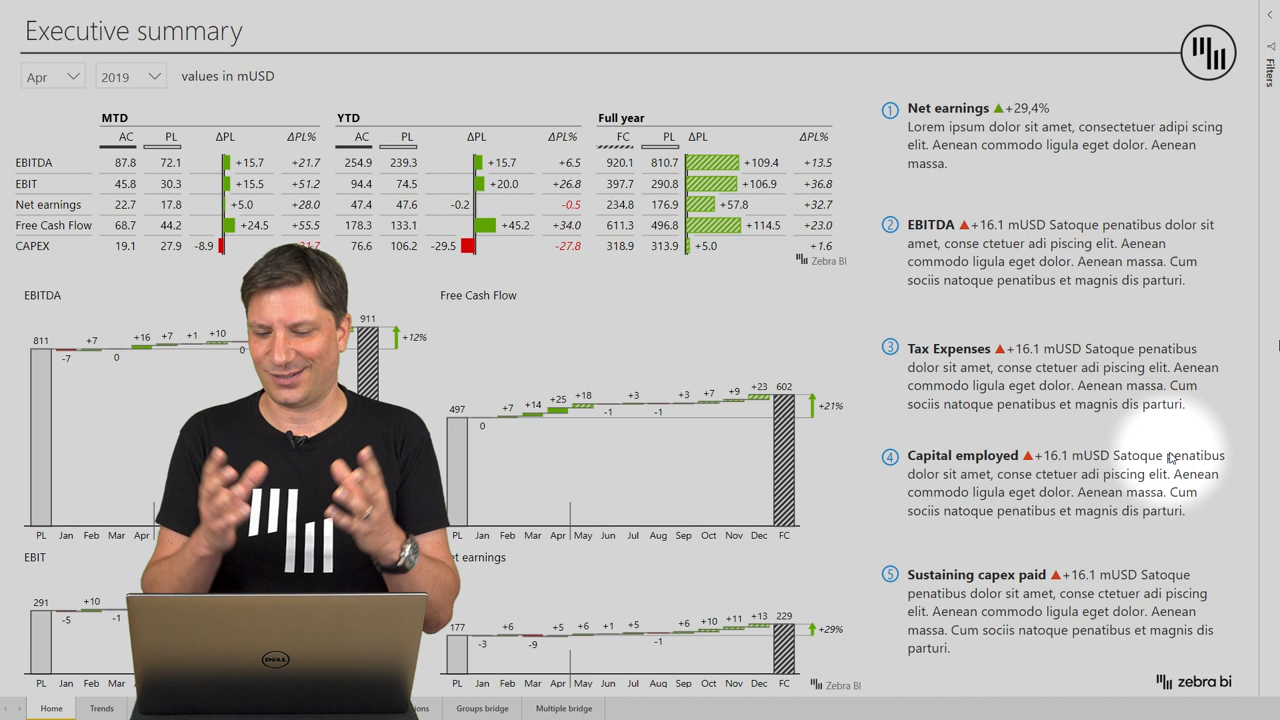 Executive summary
Apr 2019 values in mUSD
MTD YTD Full year
AC PL ΔPL ΔPL% AC PL ΔPL ΔPL% FC PL ΔPL ΔPL%
EBITDA 87.8 72.1 +15.7 +21.7 254.9 239.3 +15.7 +6.5 920.1 810.7 +109.4 +13.5
EBIT 45.8 30.3 +15.5 +51.2 94.4 74.5 +20.0 +26.8 397.7 290.8 +106.9 +36.8
Net earnings 22.7 17.8 +5.0 +28.0 47.4 47.6 -0.2 -0.5 234.8 176.9 +57.8 +32.7
Free Cash Flow 68.7 44.2 +24.5 +55.5 178.3 133.1 +45.2 +34.0 611.3 496.8 +114.5 +23.0
CAPEX 19.1 27.9 -8.9 76.6 106.2 -29.5 -27.8 318.9 313.9 +5.0 +1.6
Zebra BI
EBITDA
811 -7 +7 0 +16 +7 +1 +10 0 911 +12%
PL Jan Feb Mar Apr
Free Cash Flow
497 0 +7 +14 +25 +18 -1 +3 -1 +3 +7 +9 +23 602 +21%
PL Jan Feb Mar Apr May Jun Jul Aug Sep Oct Nov Dec FC
EBIT
291 -5 +10 -1
PL Jan Feb Mar
et earnings
177 -3 +6 -9 +5 +6 +1 +5 -1 +6 +10 +11 +13 229 +29%
PL Jan Feb Mar Apr May Jun Jul Aug Sep Oct Nov Dec FC
Zebra BI
DELL
1 Net earnings ▲+29,4%
Lorem ipsum dolor sit amet, consectetuer adipi scing
elit. Aenean commodo ligula eget dolor. Aenean
massa.
2 EBITDA ▲+16.1 mUSD Satoque penatibus dolor sit
amet, conse ctetuer adi piscing elit. Aenean
commodo ligula eget dolor. Aenean massa. Cum
sociis natoque penatibus et magnis dis parturi.
3 Tax Expenses ▲+16.1 mUSD Satoque penatibus
dolor sit amet, conse ctetuer adi piscing elit. Aenean
commodo ligula eget dolor. Aenean massa. Cum
sociis natoque penatibus et magnis dis parturi.
4 Capital employed ▲+16.1 mUSD Satoque penatibus
dolor sit amet, conse ctetuer adi piscing elit. Aenean
commodo ligula eget dolor. Aenean massa. Cum
sociis natoque penatibus et magnis dis parturi.
5 Sustaining capex paid ▲+16.1 mUSD Satoque
penatibus dolor sit amet, conse ctetuer adi piscing
elit. Aenean commodo ligula eget dolor. Aenean
massa. Cum sociis natoque penatibus et magnis dis
parturi.
zebra bi
Filters
Home Trends ions Groups bridge Multiple bridge